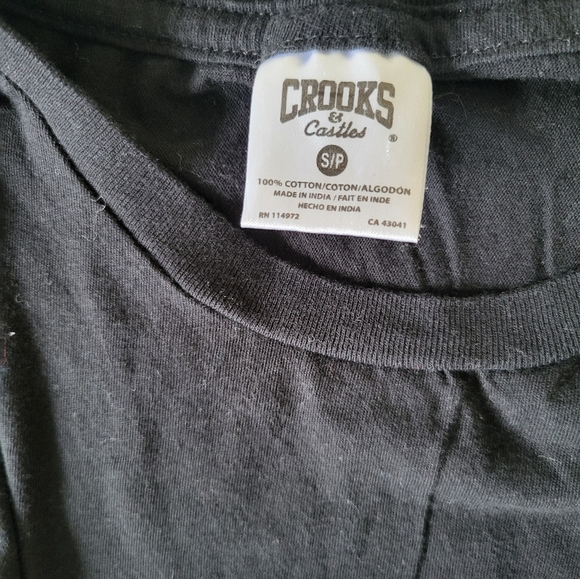 CROOKS
&
Castles ®
S/P
100% COTTON/COTON/ALGODÓN
MADE IN INDIA / FAIT EN INDE
HECHO EN INDIA
RN 114972 CA 43041